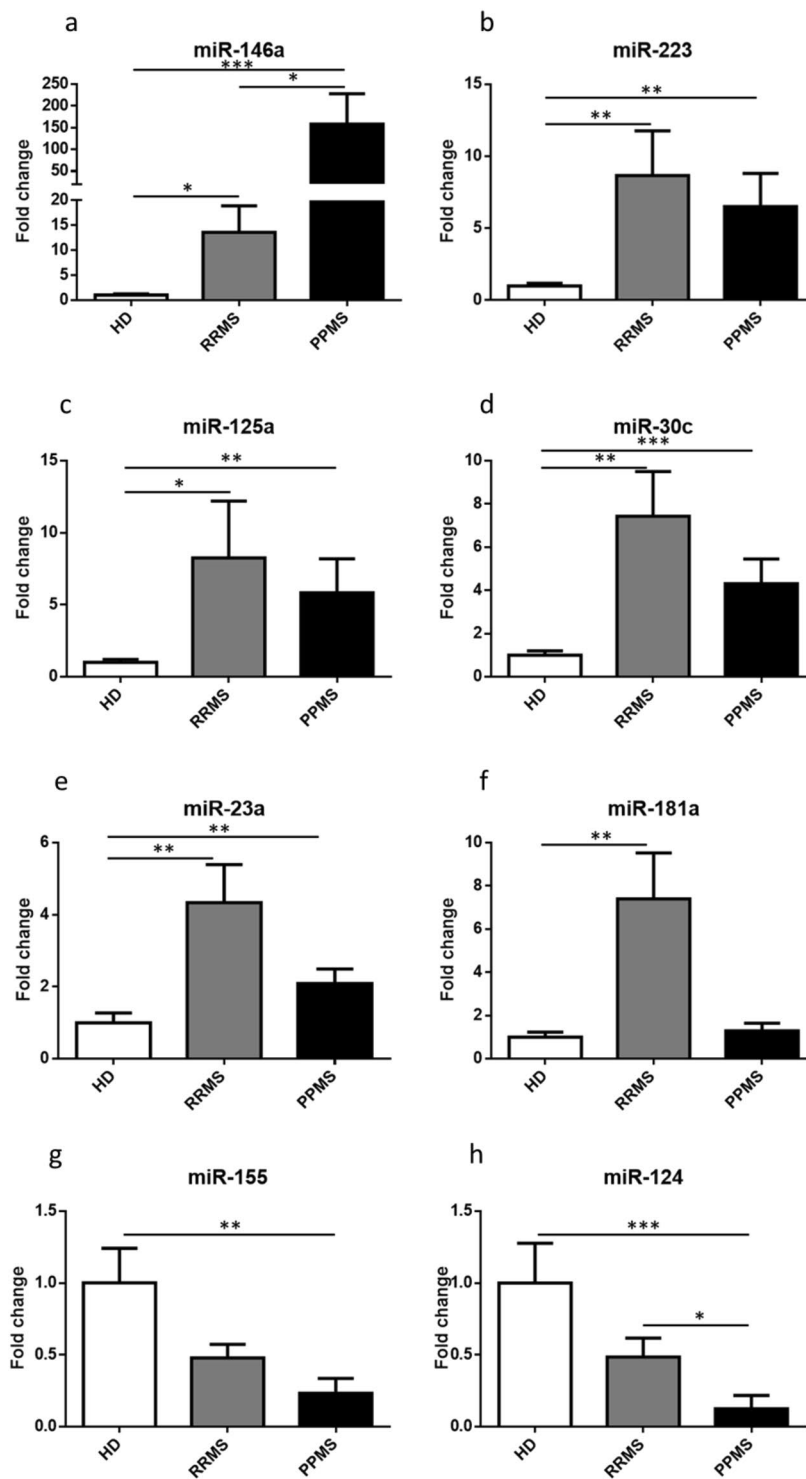 a
miR-146a
***
*
*
250
200
150
100
50
20
15
10
5
0
Fold change
HD
RRMS
PPMS
b
miR-223
**
**
15
10
5
0
Fold change
HD
RRMS
PPMS
c
miR-125a
**
*
15
10
5
0
Fold change
HD
RRMS
PPMS
d
miR-30c
***
**
10
8
6
4
2
0
Fold change
HD
RRMS
PPMS
e
miR-23a
**
**
6
4
2
0
Fold change
HD
RRMS
PPMS
f
miR-181a
**
10
8
6
4
2
0
Fold change
HD
RRMS
PPMS
g
miR-155
**
1.5
1.0
0.5
0.0
Fold change
HD
RRMS
PPMS
h
miR-124
***
*
1.5
1.0
0.5
0.0
Fold change
HD
RRMS
PPMS